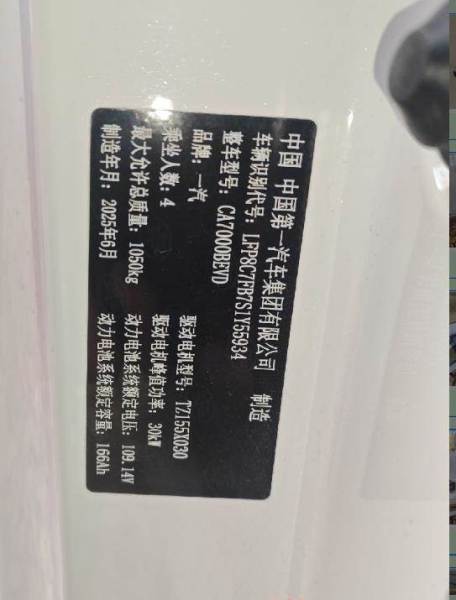 中国 中国第一汽车集团有限公司 制造
车辆识别代号: LFP8C7FB7S1Y55934
整车型号: CA7000BEVD
品牌: 一汽 驱动电机型号: TZ155X030
乘坐人数: 4 驱动电机峰值功率: 30kW
最大允许总质量: 1050kg 动力电池系统额定电压: 109.14V
制造年月: 2025年6月 动力电池系统额定容量: 166Ah